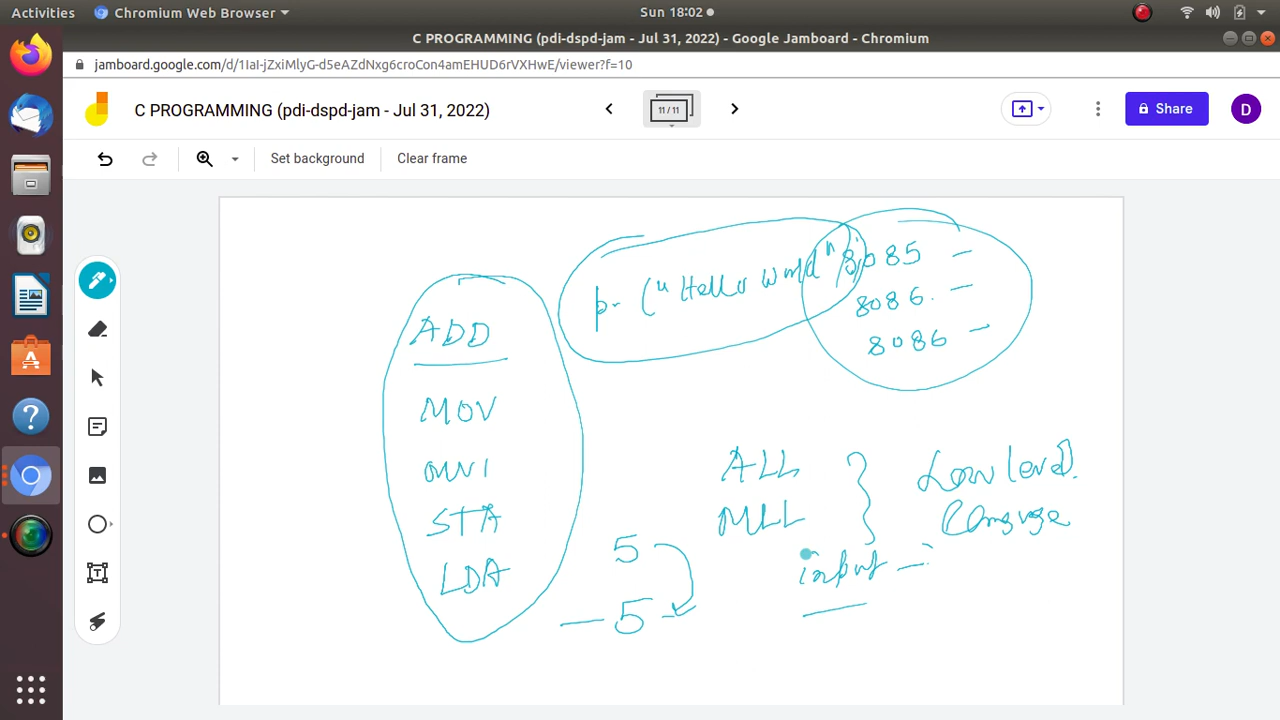 Activities
Chromium Web Browser
Sun 18:02
C PROGRAMMING (pdi-dspd-jam - Jul 31, 2022) - Google Jamboard - Chromium
jamboard.google.com/d/1IaI-jZxiMlyG-d5eAZdNxg6croCon4amEHUD6rVXHwE/viewer?f=10
C PROGRAMMING (pdi-dspd-jam - Jul 31, 2022)
11/11
Share
D
Set background
Clear frame
p- ("Hello World");
8085 -
8086 -
8086 -
ADD
MOV
MVI
STA
LDA
ALL
MLL
Low level
5
-5
input -